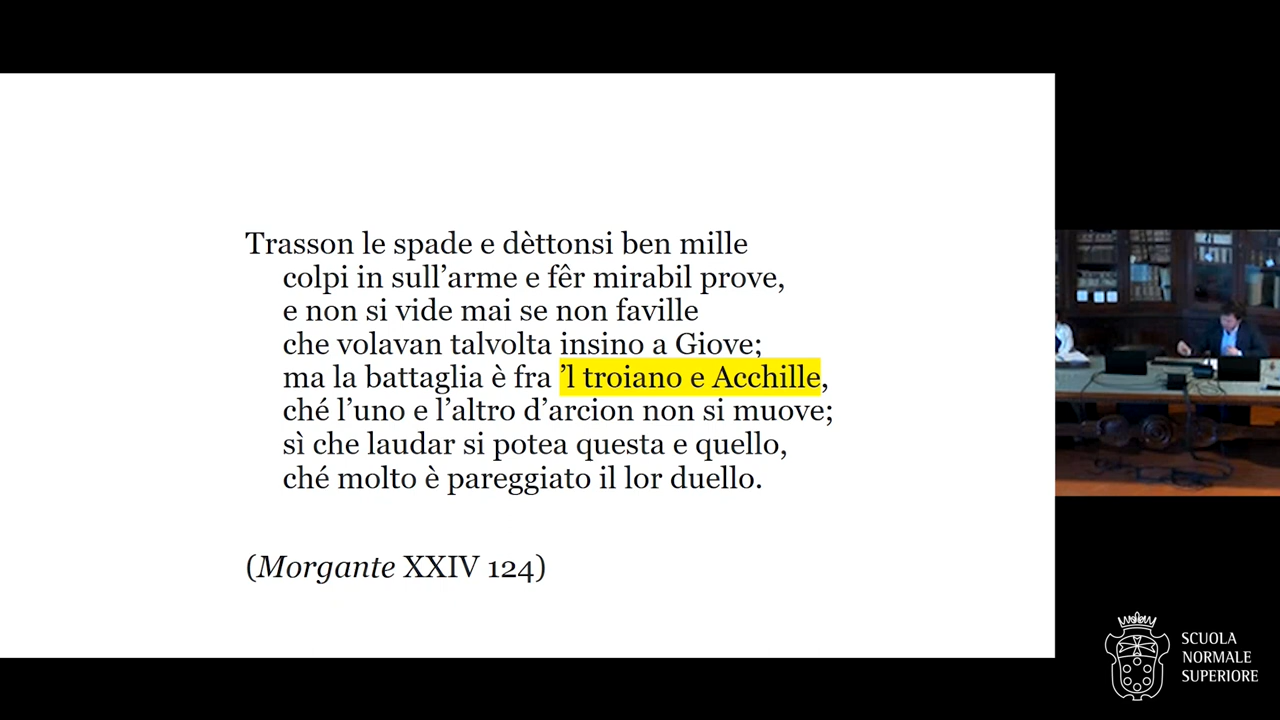 Trasson le spade e dèttonsi ben mille
colpi in sull’arme e fêr mirabil prove,
e non si vide mai se non faville
che volavan talvolta insino a Giove;
ma la battaglia è fra ’l troiano e Acchille,
ché l’uno e l’altro d’arcion non si muove;
sì che laudar si potea questa e quello,
ché molto è pareggiato il lor duello.
(Morgante XXIV 124)
SCUOLA
NORMALE
SUPERIORE